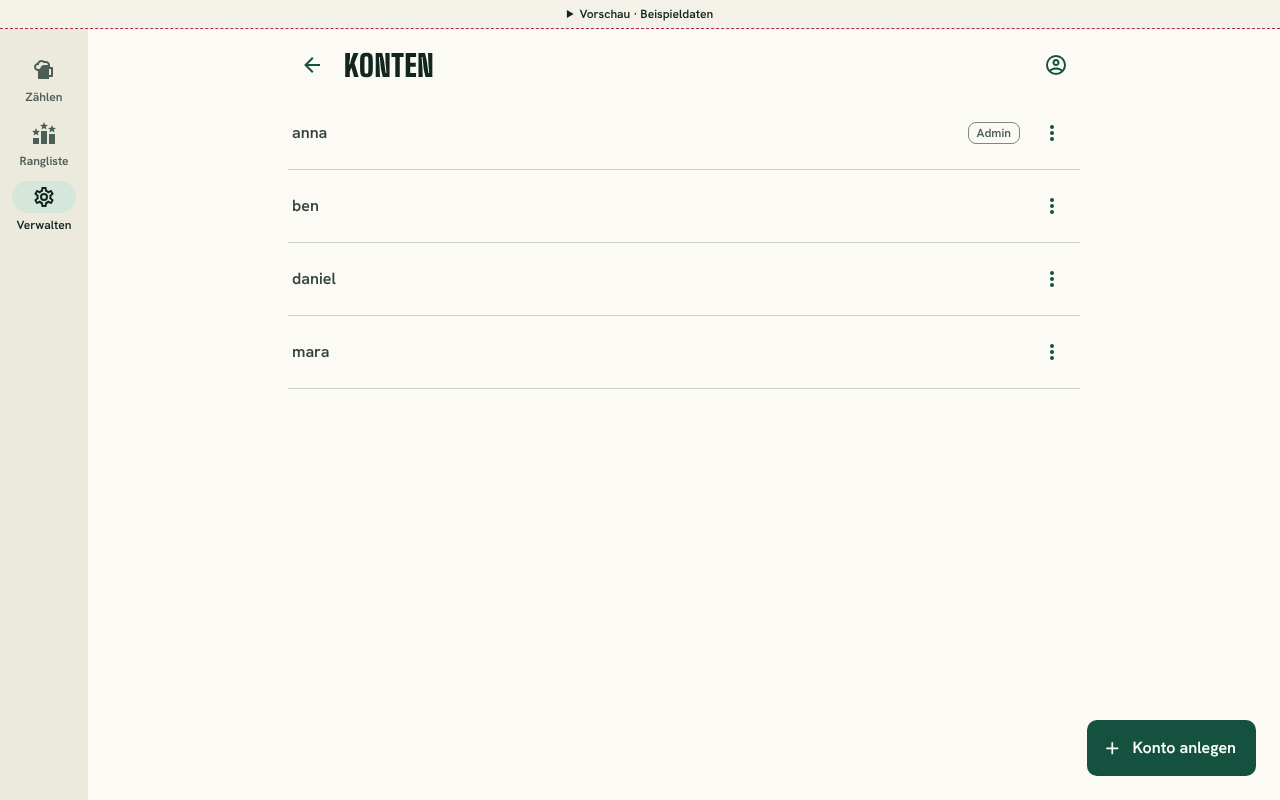 Vorschau · Beispieldaten
KONTEN
Zählen
Rangliste
Verwalten
anna
Admin
ben
daniel
mara
Konto anlegen